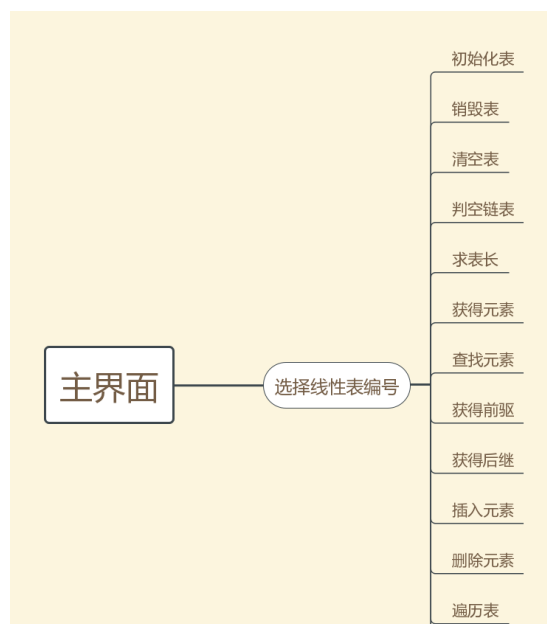 主界面
选择线性表编号
初始化表
销毁表
清空表
判空链表
求表长
获得元素
查找元素
获得前驱
获得后继
插入元素
删除元素
遍历表